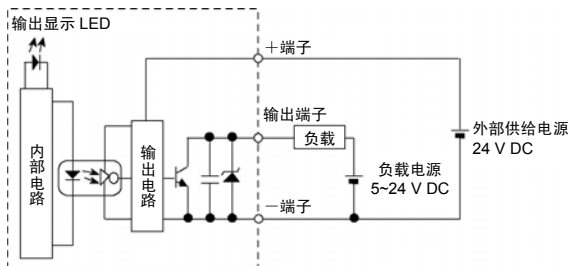 输出显示 LED
＋端子
输出端子
负载
外部供给电源
24 V DC
内部电路
输出电路
负载电源
5~24 V DC
－端子